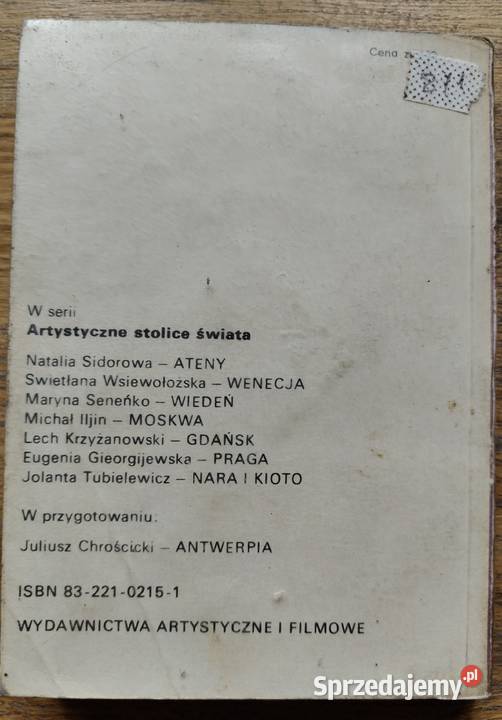 Cena zł
W serii
Artystyczne stolice świata
Natalia Sidorowa – ATENY
Swietłana Wsiewołożska – WENECJA
Maryna Seneńko – WIEDEŃ
Michał Iljin – MOSKWA
Lech Krzyżanowski – GDAŃSK
Eugenia Gieorgijewska – PRAGA
Jolanta Tubielewicz – NARA I KIOTO
W przygotowaniu:
Juliusz Chrościcki – ANTWERPIA
ISBN 83-221-0215-1
WYDAWNICTWA ARTYSTYCZNE I FILMOWE
Sprzedajemy.pl